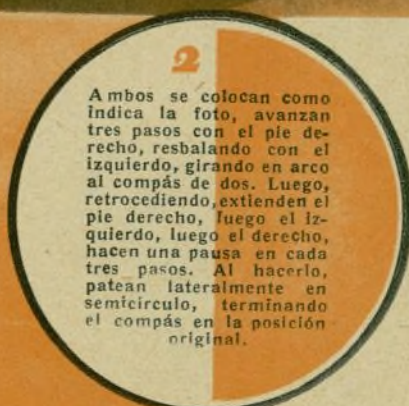 2
Ambos se colocan como
indica la foto, avanzan
tres pasos con el pie de-
recho, resbalando con el
izquierdo, girando en arco
al compás de dos. Luego,
retrocediendo, extienden el
pie derecho, luego el iz-
quierdo, luego el derecho,
hacen una pausa en cada
tres pasos. Al hacerlo,
patean lateralmente en
semicírculo, terminando
el compás en la posición
original.